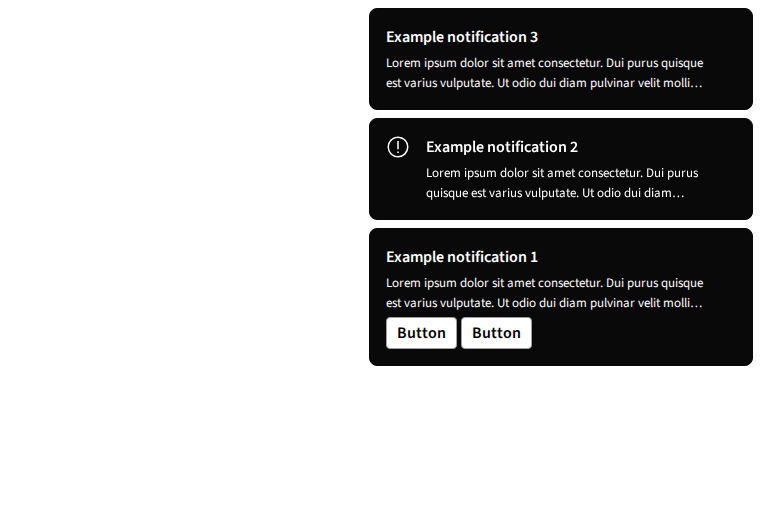 Example notification 3
Lorem ipsum dolor sit amet consectetur. Dui purus quisque
est varius vulputate. Ut odio dui diam pulvinar velit molli…
Example notification 2
Lorem ipsum dolor sit amet consectetur. Dui purus
quisque est varius vulputate. Ut odio dui diam…
Example notification 1
Lorem ipsum dolor sit amet consectetur. Dui purus quisque
est varius vulputate. Ut odio dui diam pulvinar velit molli…
Button Button